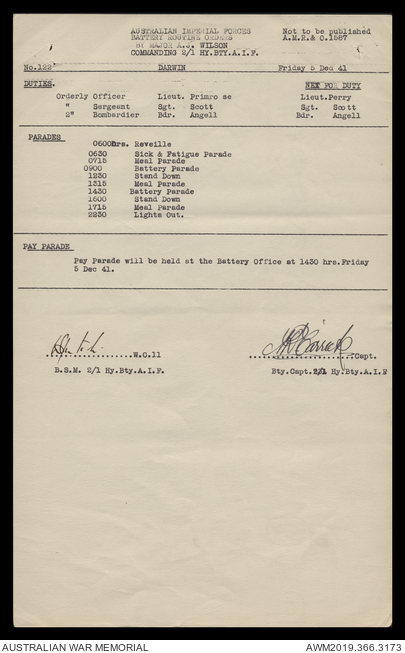 AUSTRALIAN IMPERIAL FORCES Not to be published
BATTERY ROUTINE ORDERS A.M.R.& O.1567
BY MAJOR A.J. WILSON
COMMANDING 2/1 HY.BTY.A.I.F.
No.122 DARWIN Friday 5 Dec 41
DUTIES. NEXT FOR DUTY
Orderly Officer Lieut. Primro se Lieut.Perry
" Sergeant Sgt. Scott Sgt. Scott
2" Bombardier Bdr. Angell Bdr. Angell
PARADES
0600hrs. Reveille
0630 Sick & Fatigue Parade
0715 Meal Parade
0900 Battery Parade
1230 Stand Down
1315 Meal Parade
1430 Battery Parade
1600 Stand Down
1715 Meal Parade
2230 Lights Out.
PAY PARADE
Pay Parade will be held at the Battery Office at 1430 hrs.Friday
5 Dec 41.
W.O.11 Capt.
B.S.M. 2/1 Hy.Bty.A.I.F. Bty.Capt.2/1 Hy.Bty.A.I.F
AUSTRALIAN WAR MEMORIAL AWM2019.366.3173